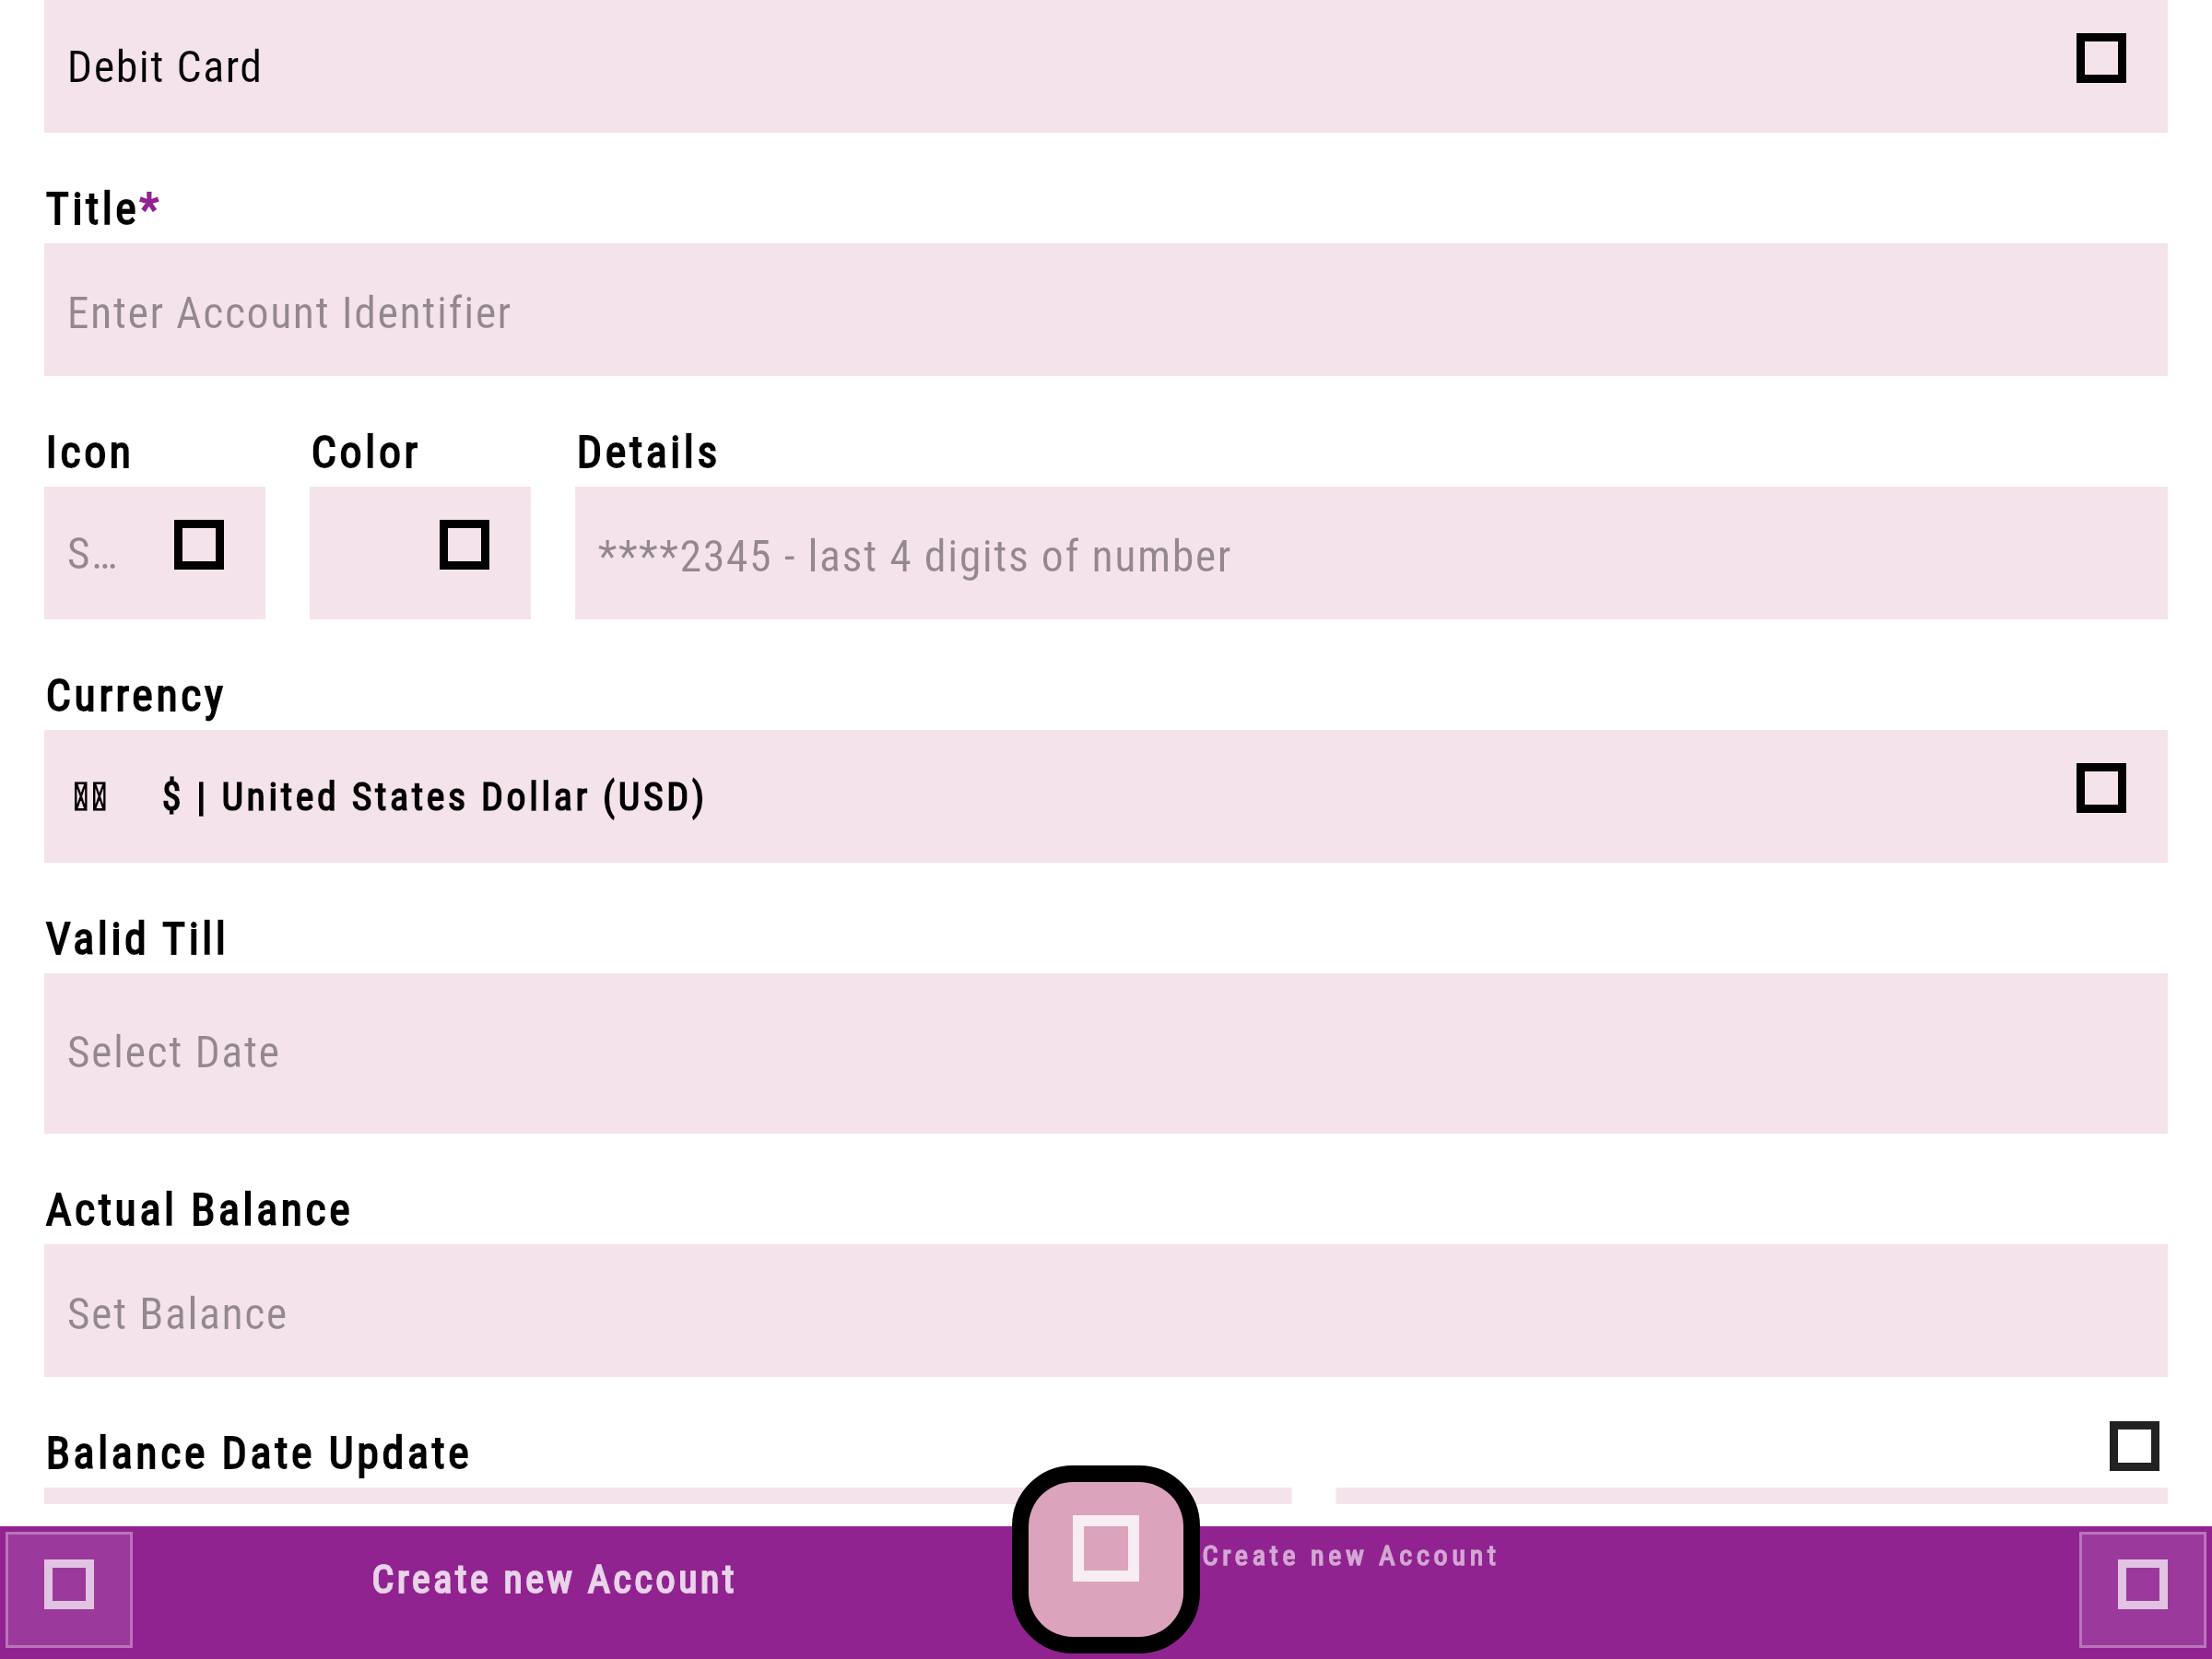 Debit Card
Title*
Enter Account Identifier
Icon Color Details
S… ****2345 - last 4 digits of number
Currency
$ | United States Dollar (USD)
Valid Till
Select Date
Actual Balance
Set Balance
Balance Date Update
Create new Account Create new Account